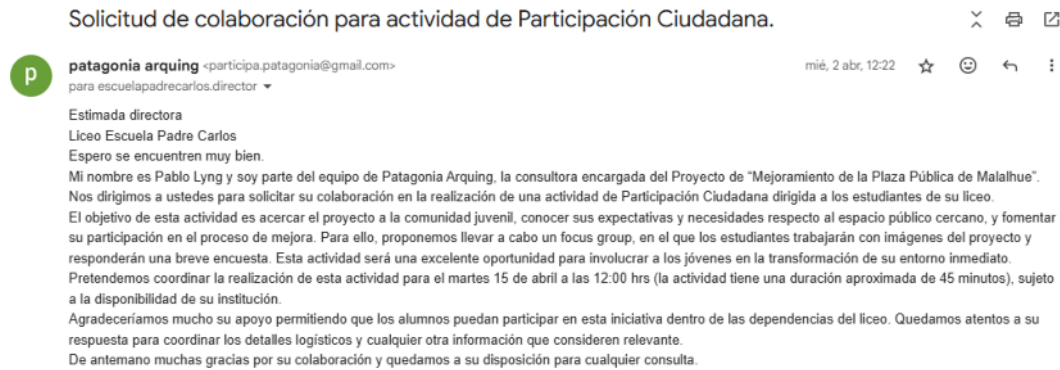 Solicitud de colaboración para actividad de Participación Ciudadana.
p
patagonia arquing <participa.patagonia@gmail.com>
mié, 2 abr, 12:22
para escuelapadrecarlos.director
Estimada directora
Liceo Escuela Padre Carlos
Espero se encuentren muy bien.
Mi nombre es Pablo Lyng y soy parte del equipo de Patagonia Arquing, la consultora encargada del Proyecto de “Mejoramiento de la Plaza Pública de Malalhue”.
Nos dirigimos a ustedes para solicitar su colaboración en la realización de una actividad de Participación Ciudadana dirigida a los estudiantes de su liceo.
El objetivo de esta actividad es acercar el proyecto a la comunidad juvenil, conocer sus expectativas y necesidades respecto al espacio público cercano, y fomentar
su participación en el proceso de mejora. Para ello, proponemos llevar a cabo un focus group, en el que los estudiantes trabajarán con imágenes del proyecto y
responderán una breve encuesta. Esta actividad será una excelente oportunidad para involucrar a los jóvenes en la transformación de su entorno inmediato.
Pretendemos coordinar la realización de esta actividad para el martes 15 de abril a las 12:00 hrs (la actividad tiene una duración aproximada de 45 minutos), sujeto
a la disponibilidad de su institución.
Agradeceríamos mucho su apoyo permitiendo que los alumnos puedan participar en esta iniciativa dentro de las dependencias del liceo. Quedamos atentos a su
respuesta para coordinar los detalles logísticos y cualquier otra información que consideren relevante.
De antemano muchas gracias por su colaboración y quedamos a su disposición para cualquier consulta.